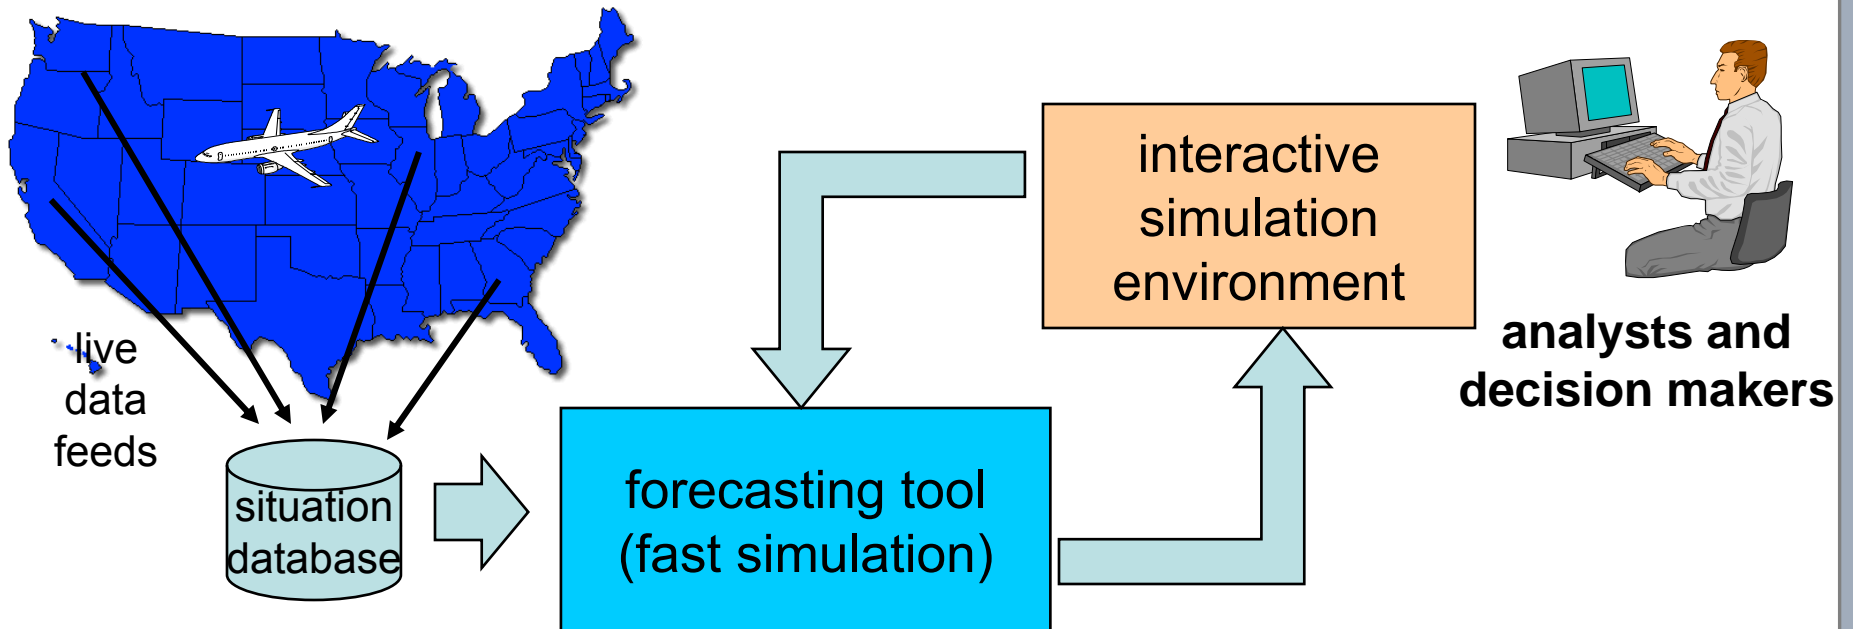 live
data
feeds
situation
database
forecasting tool
(fast simulation)
interactive
simulation
environment
analysts and
decision makers